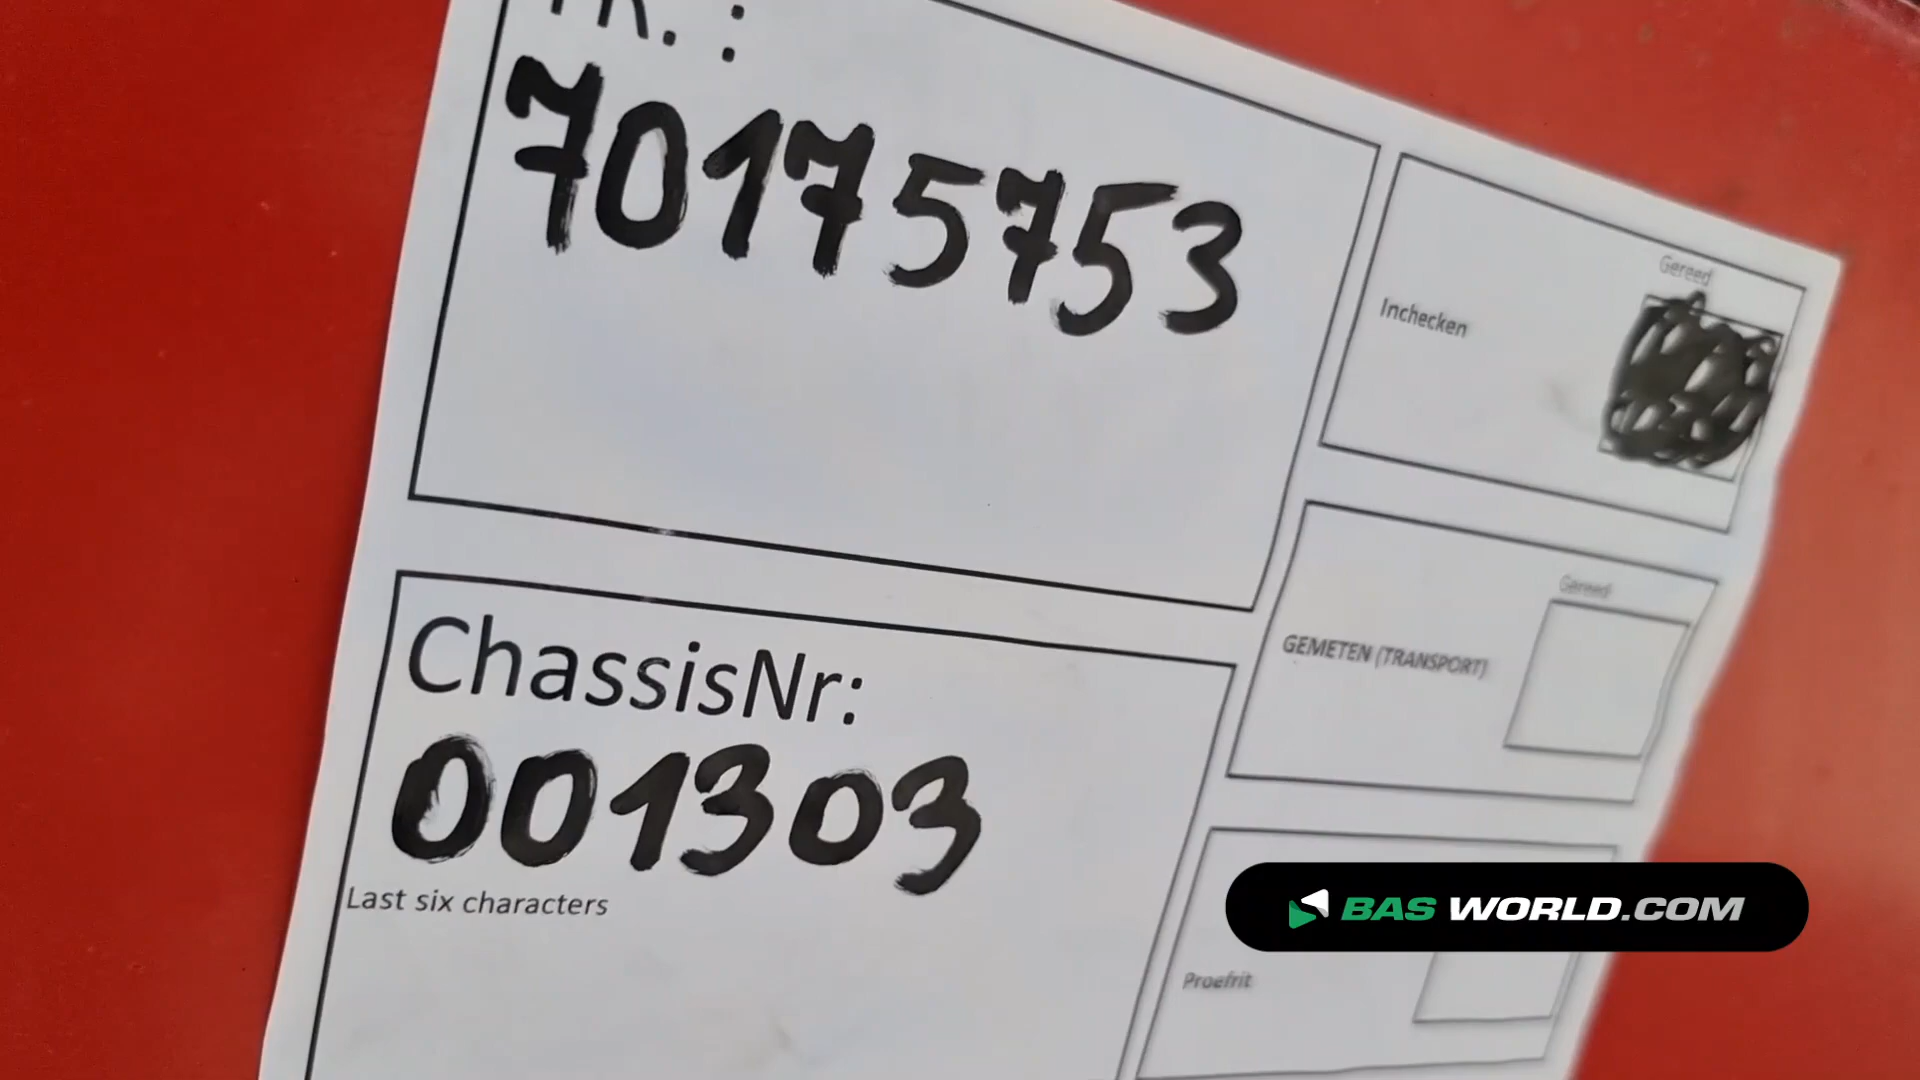 70175753
Gereed
Inchecken
Gereed
GEMETEN (TRANSPORT)
ChassisNr:
001303
Last six characters
Proefrit
BAS WORLD.COM